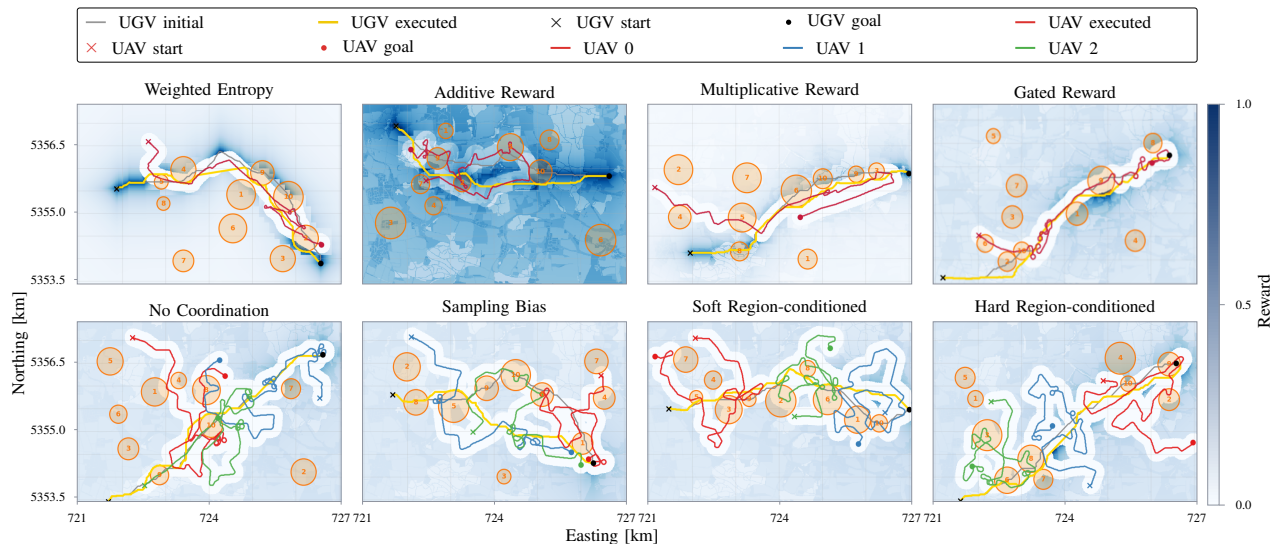 UGV initial UGV executed UGV start UGV goal UAV executed
UAV start UAV goal UAV 0 UAV 1 UAV 2
Weighted Entropy Additive Reward Multiplicative Reward Gated Reward
5356.5
5355.0
5353.5
1.0
0.5
0.0
Reward
Northing [km]
No Coordination Sampling Bias Soft Region-conditioned Hard Region-conditioned
5356.5
5355.0
5353.5
721 724 727 724 727 724 727 721 724 727
Easting [km]